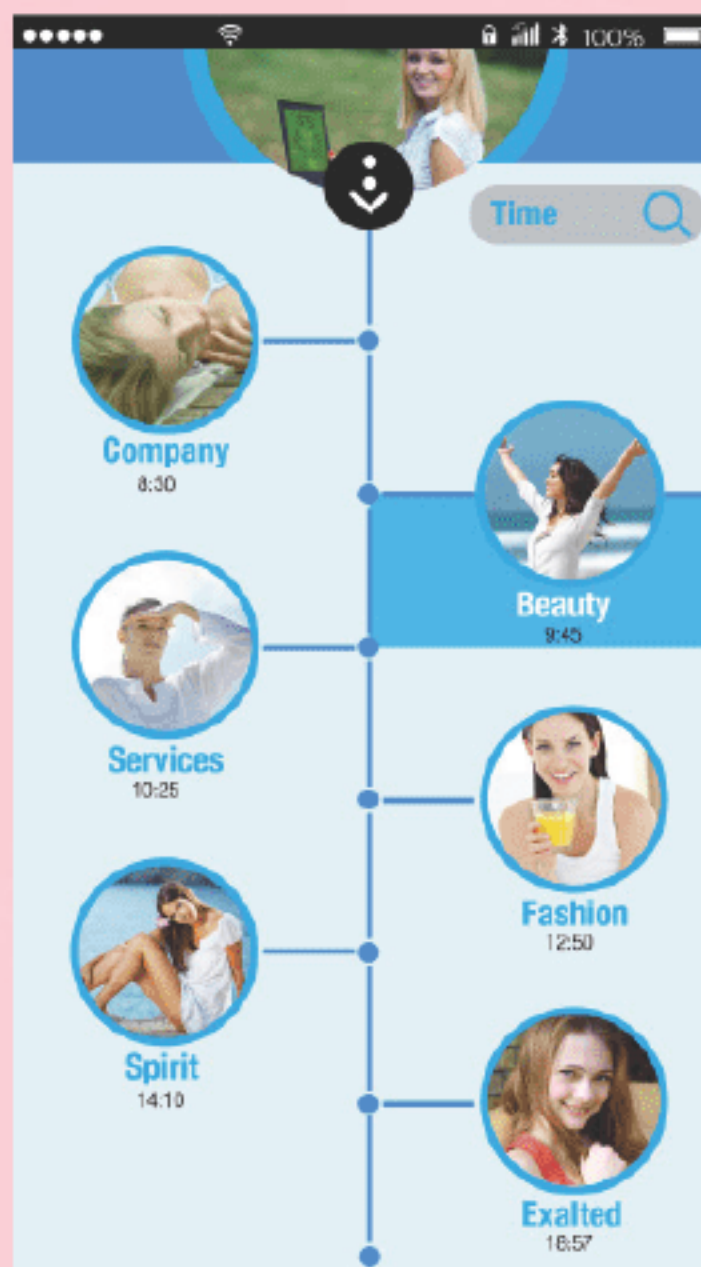 100%
Time
Company
8:30
Beauty
9:45
Services
10:25
Fashion
12:50
Spirit
14:10
Exalted
18:57